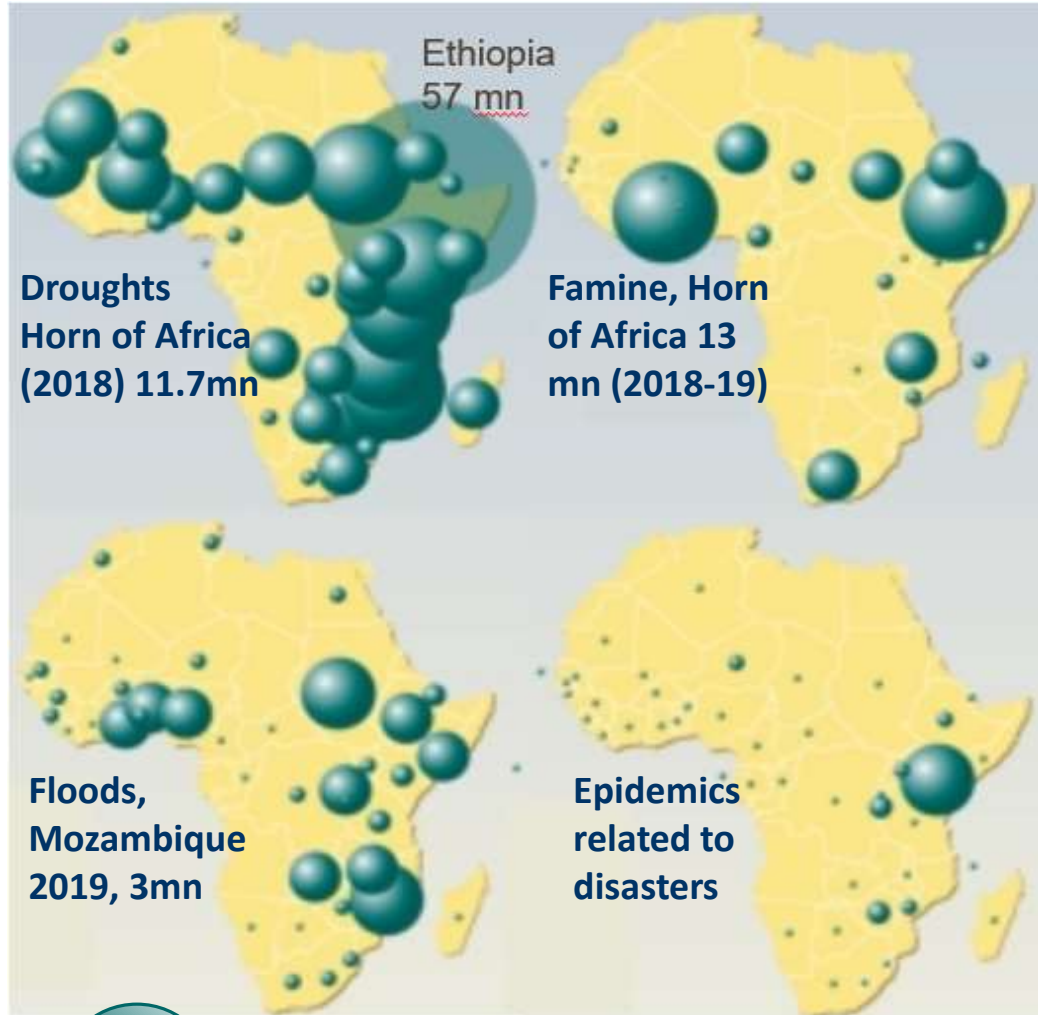 Ethiopia
57 mn
Droughts
Horn of Africa
(2018) 11.7mn
Famine, Horn
of Africa 13
mn (2018-19)
Floods,
Mozambique
2019, 3mn
Epidemics
related to
disasters